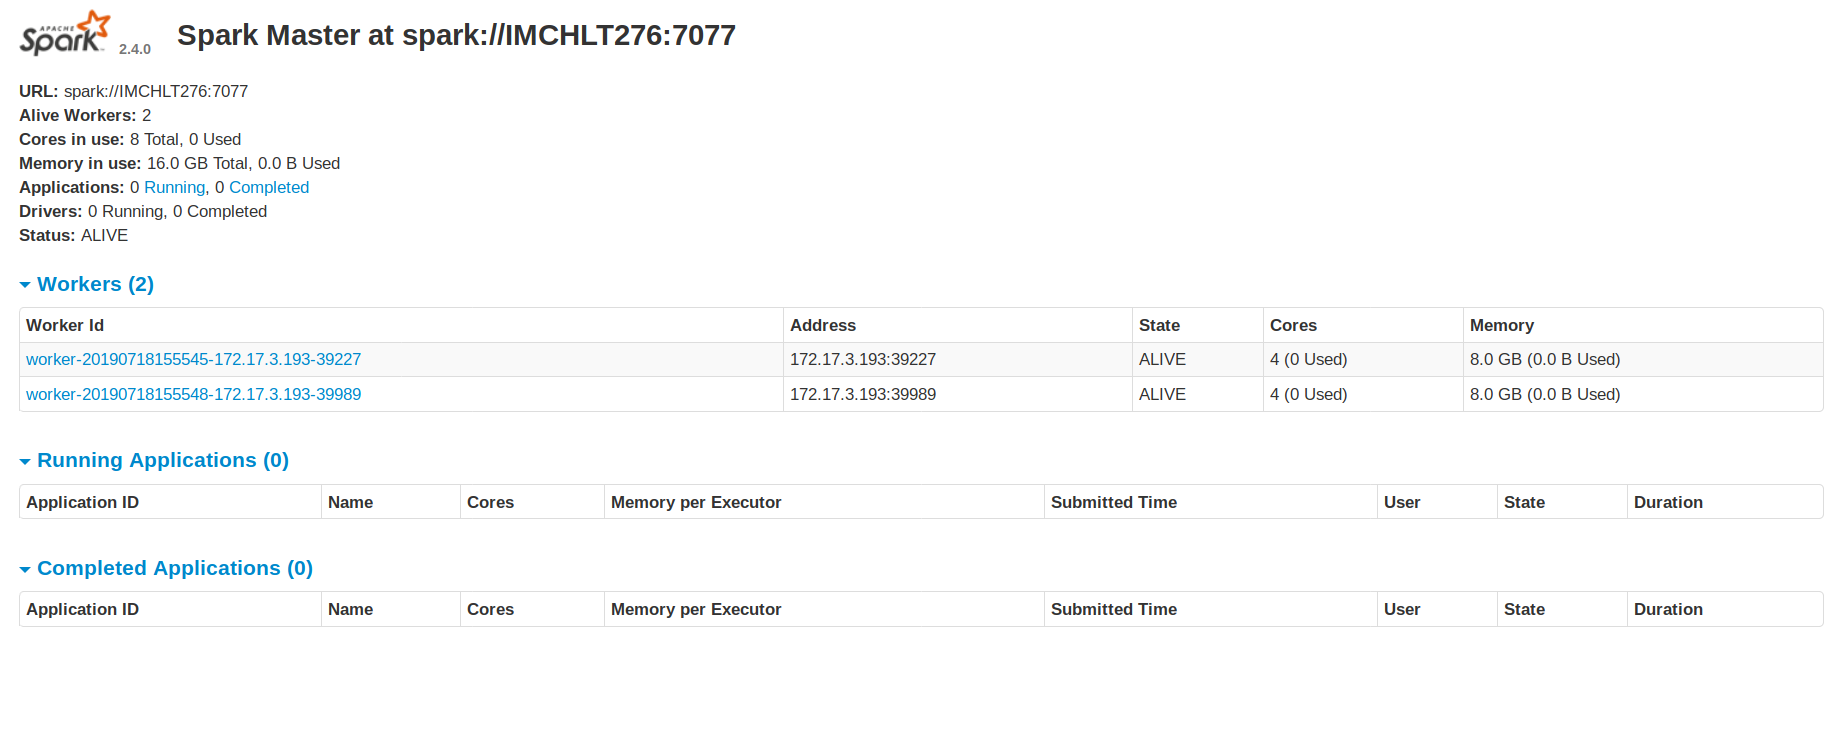 APACHE
Spark 2.4.0 Spark Master at spark://IMCHLT276:7077
URL: spark://IMCHLT276:7077
Alive Workers: 2
Cores in use: 8 Total, 0 Used
Memory in use: 16.0 GB Total, 0.0 B Used
Applications: 0 Running, 0 Completed
Drivers: 0 Running, 0 Completed
Status: ALIVE
Workers (2)
Worker Id Address State Cores Memory
worker-20190718155545-172.17.3.193-39227 172.17.3.193:39227 ALIVE 4 (0 Used) 8.0 GB (0.0 B Used)
worker-20190718155548-172.17.3.193-39989 172.17.3.193:39989 ALIVE 4 (0 Used) 8.0 GB (0.0 B Used)
Running Applications (0)
Application ID Name Cores Memory per Executor Submitted Time User State Duration
Completed Applications (0)
Application ID Name Cores Memory per Executor Submitted Time User State Duration